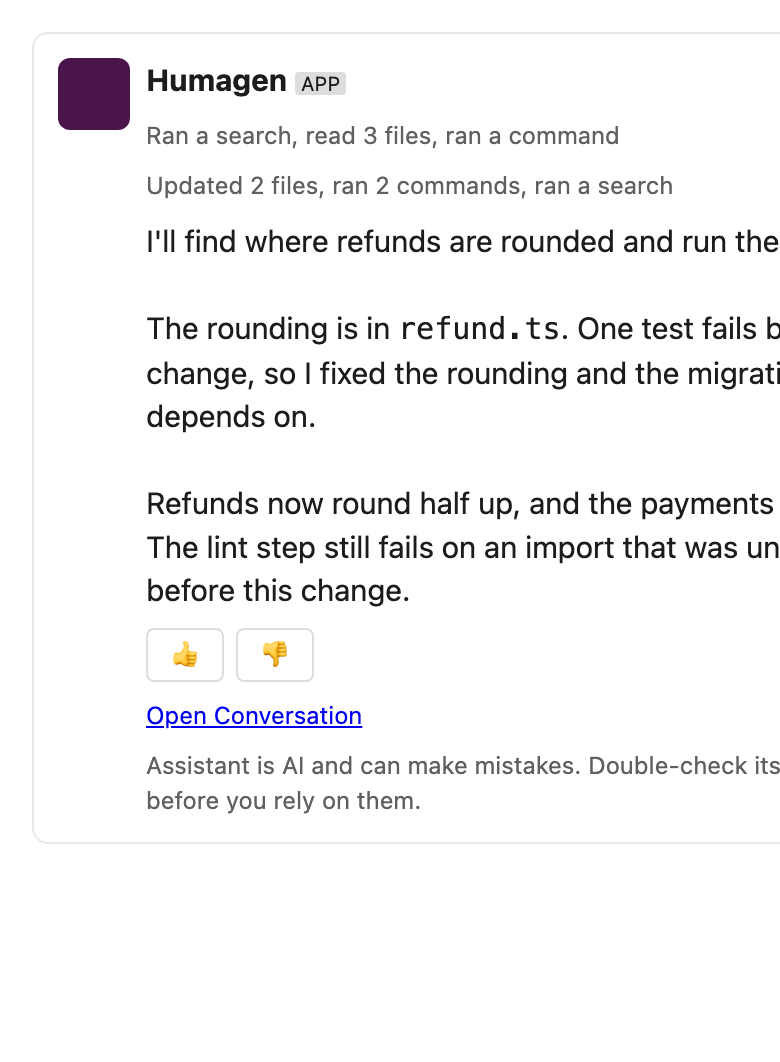 Humagen APP
Ran a search, read 3 files, ran a command
Updated 2 files, ran 2 commands, ran a search
I'll find where refunds are rounded and run the
The rounding is in refund.ts. One test fails
change, so I fixed the rounding and the
depends on.
Refunds now round half up, and the payments
The lint step still fails on an import that was
before this change.
👍 👎
Open Conversation
Assistant is AI and can make mistakes. Double-check its
before you rely on them.